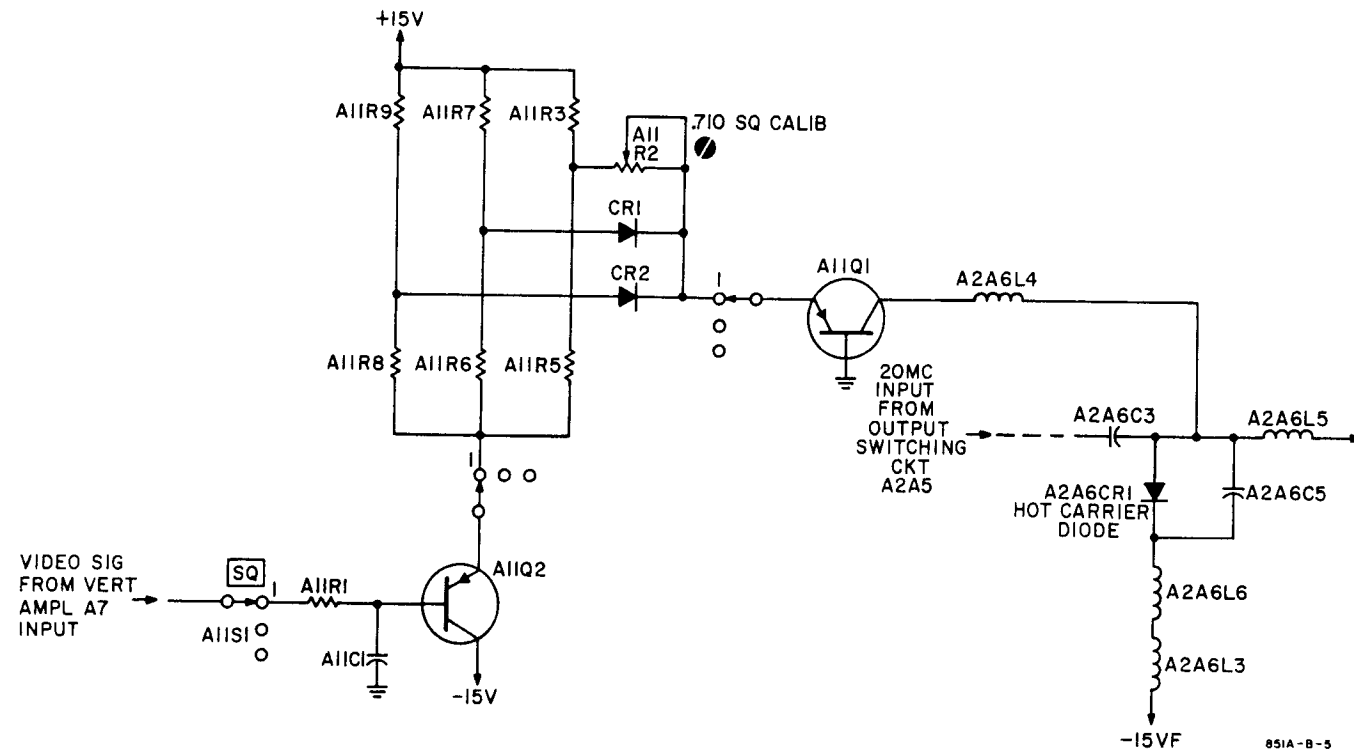 +15V
A11R9
A11R7
A11R3
A11
R2
.710 SQ CALIB
CR1
CR2
1
A11Q1
A2A6L4
A11R8
A11R6
A11R5
20MC
INPUT
FROM
OUTPUT
SWITCHING
CKT
A2A5
A2A6C3
A2A6L5
A2A6CR1
HOT CARRIER
DIODE
A2A6C5
1
VIDEO SIG
FROM VERT
AMPL A7
INPUT
SQ
1
A11R1
A11Q2
A11S1
A11C1
-15V
A2A6L6
A2A6L3
-15VF
851A-B-5